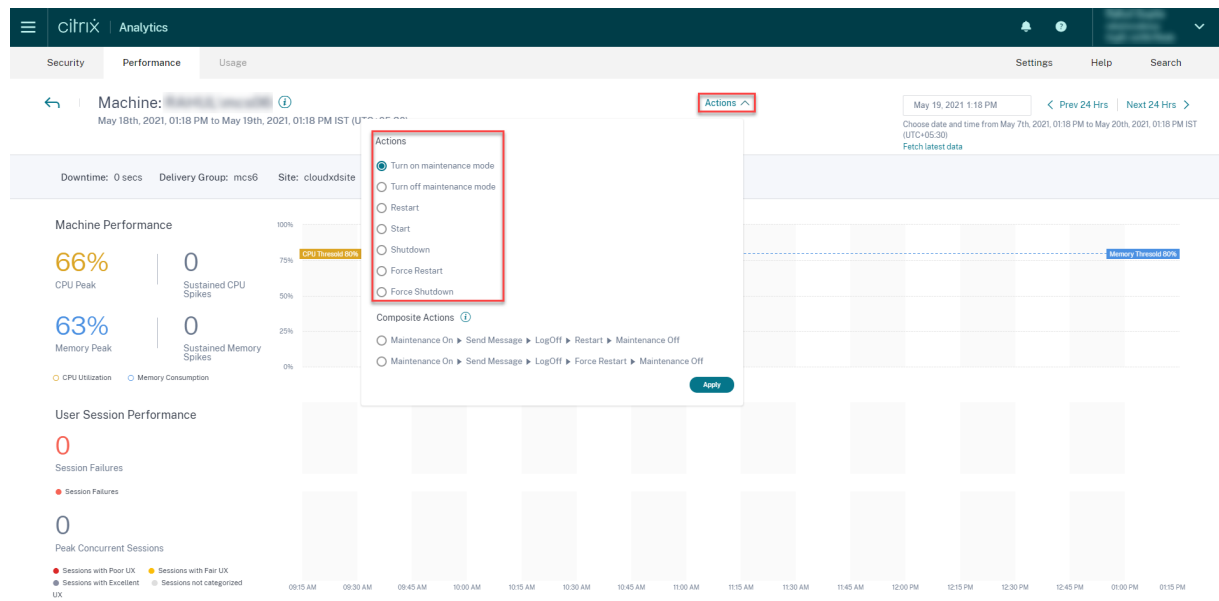 citrix | Analytics
Security Performance Usage Settings Help Search
Machine:
May 18th, 2021, 01:18 PM to May 19th, 2021, 01:18 PM IST
Actions
May 19, 2021 1:18 PM
Prev 24 Hrs | Next 24 Hrs
Choose date and time from May 7th, 2021, 01:18 PM to May 20th, 2021, 01:18 PM IST
(UTC+05:30)
Fetch latest data
Downtime: 0 secs Delivery Group: mcs6 Site: cloudxdsite
Actions
Turn on maintenance mode
Turn off maintenance mode
Restart
Start
Shutdown
Force Restart
Force Shutdown
Composite Actions
Maintenance On ▶ Send Message ▶ LogOff ▶ Restart ▶ Maintenance Off
Maintenance On ▶ Send Message ▶ LogOff ▶ Force Restart ▶ Maintenance Off
Apply
Machine Performance
66%
CPU Peak
0
Sustained CPU
Spikes
63%
Memory Peak
0
Sustained Memory
Spikes
CPU Utilization Memory Consumption
100%
75%
50%
25%
0%
CPU Thresold 80%
Memory Thresold 80%
User Session Performance
0
Session Failures
Session Failures
0
Peak Concurrent Sessions
Sessions with Poor UX Sessions with Fair UX
Sessions with Excellent Sessions not categorized
UX
09:15 AM 09:30 AM 09:45 AM 10:00 AM 10:15 AM 10:30 AM 10:45 AM 11:00 AM 11:15 AM 11:30 AM 11:45 AM 12:00 PM 12:15 PM 12:30 PM 12:45 PM 01:00 PM 01:15 PM